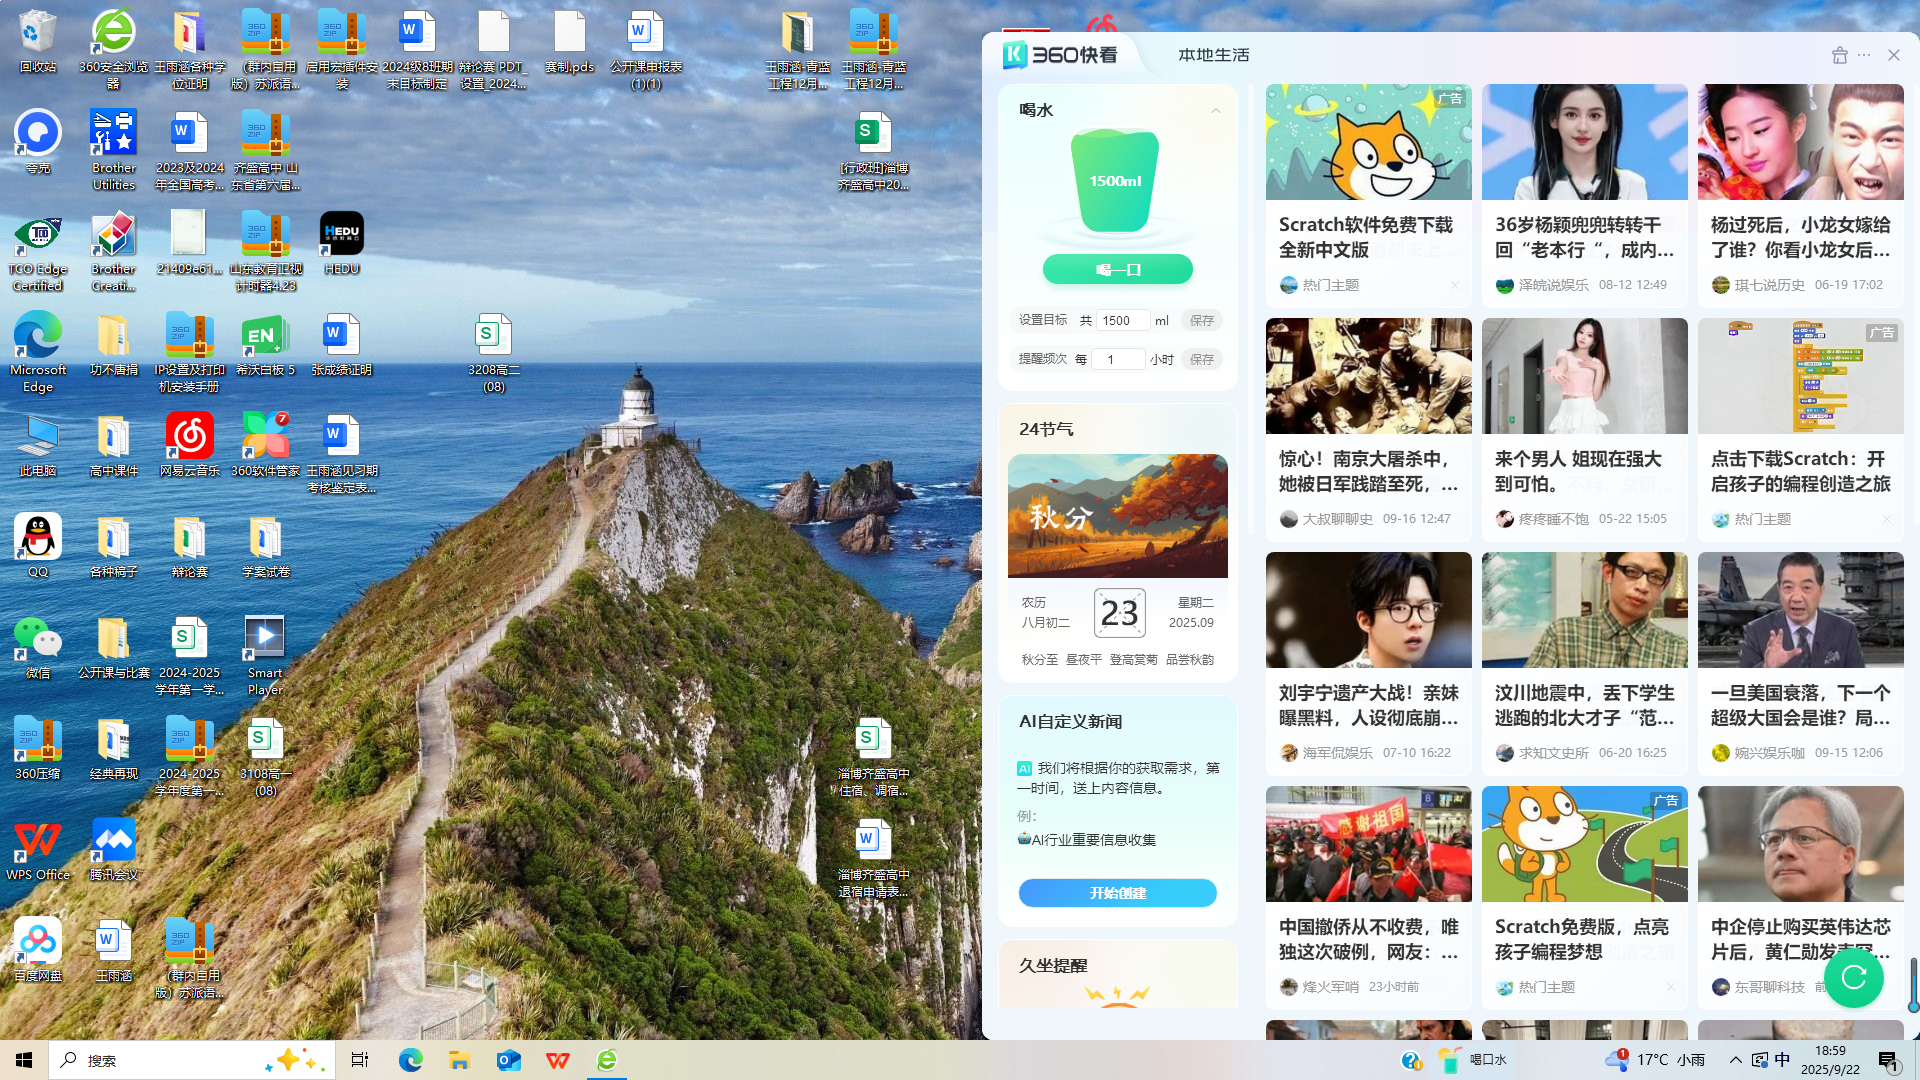 回收站
360安全浏览器
王雨涵各种学位证明
(群内自用版）苏派语...
启用宏插件安装
2024级8班期末目标制定
辩论赛 PDT_设置_2024...
赛制.pds
公开课申报表(1)(1)
王雨涵-青蓝工程12月...
王雨涵-青蓝工程12月...
夸克
Brother Utilities
2023及2024年全国高考...
齐盛高中 山东省第六届...
[行政班]淄博齐盛高中20...
TCO Edge Certified
Brother Creati...
21409e61...
山东教育卫视计时器4.23
HEDU
Microsoft Edge
功不唐捐
IP设置及打印机安装手册
希沃白板 5
张成绩证明
3208高二(08)
此电脑
高中课件
网易云音乐
360软件管家
王雨涵见习期考核鉴定表...
QQ
各种稿子
辩论赛
学案试卷
微信
公开课与比赛
2024-2025学年第一学...
Smart Player
360压缩
经典再现
2024-2025学年度第一...
3108高一(08)
淄博齐盛高中住宿、调宿...
WPS Office
腾讯会议
淄博齐盛高中退宿申请表...
百度网盘
王雨涵
(群内自用版）苏派语...
360快看
本地生活
喝水
1500ml
喝一口
设置目标 共 1500 ml 保存
提醒频次 每 1 小时 保存
24节气
秋分
农历
八月初二
23
星期二
2025.09
秋分至 昼夜平 登高赏菊 品尝秋韵
AI自定义新闻
AI 我们将根据你的获取需求，第
一时间，送上内容信息。
例：
AI行业重要信息收集
开始创建
久坐提醒
广告
Scratch软件免费下载
全新中文版
热门主题
36岁杨颖兜兜转转干
回“老本行“，成内...
泽皖说娱乐 08-12 12:49
杨过死后，小龙女嫁给
了谁？你看小龙女后...
琪七说历史 06-19 17:02
惊心！南京大屠杀中，
她被日军践踏至死，...
大叔聊聊史 09-16 12:47
来个男人 姐现在强大
到可怕。
疼疼睡不饱 05-22 15:05
广告
点击下载Scratch：开
启孩子的编程创造之旅
热门主题
刘宇宁遗产大战！亲妹
曝黑料，人设彻底崩...
海军侃娱乐 07-10 16:22
汶川地震中，丢下学生
逃跑的北大才子“范...
求知文史所 06-20 16:25
一旦美国衰落，下一个
超级大国会是谁？局...
婉兴娱乐咖 09-15 12:06
感谢祖国
中国撤侨从不收费，唯
独这次破例，网友：...
烽火军哨 23小时前
广告
Scratch免费版，点亮
孩子编程梦想
热门主题
中企停止购买英伟达芯
片后，黄仁勋发
东哥聊科技 前
搜索
喝口水
17°C 小雨
中
18:59
2025/9/22